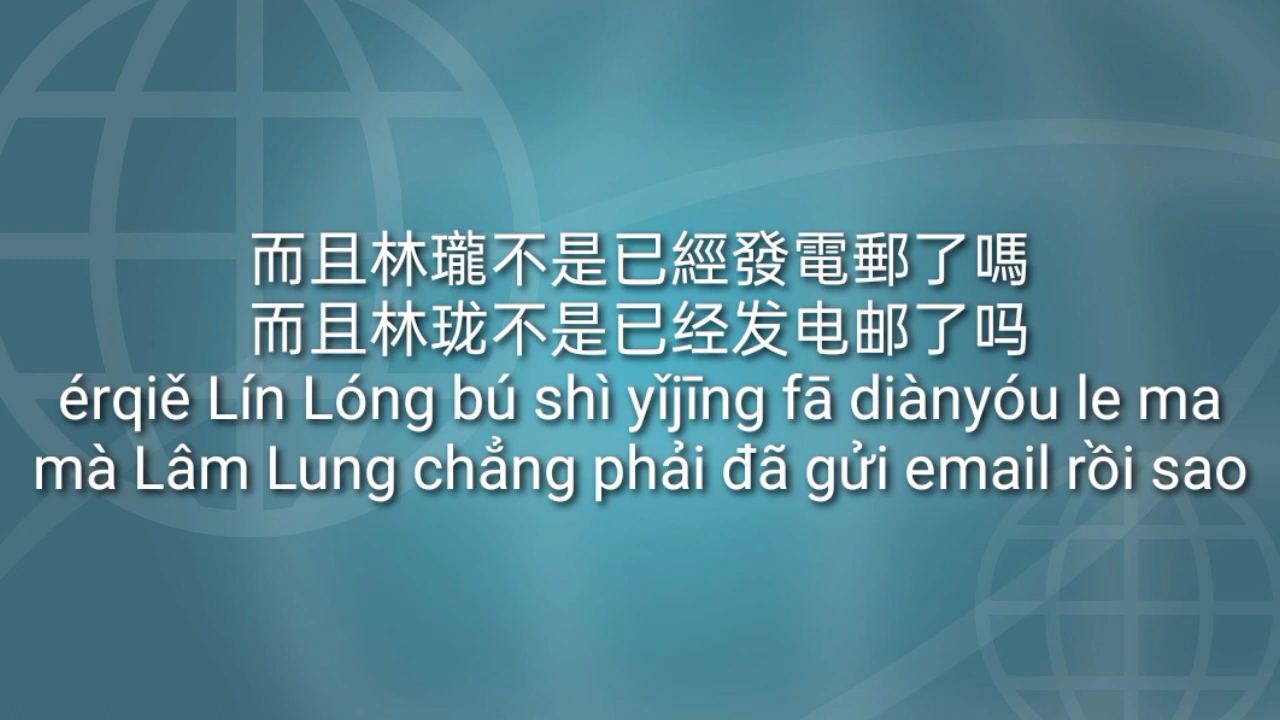 而且林瓏不是已經發電郵了嗎
而且林珑不是已经发电邮了吗
érqiě Lín Lóng bú shì yǐjīng fā diànyóu le ma
mà Lâm Lung chẳng phải đã gửi email rồi sao